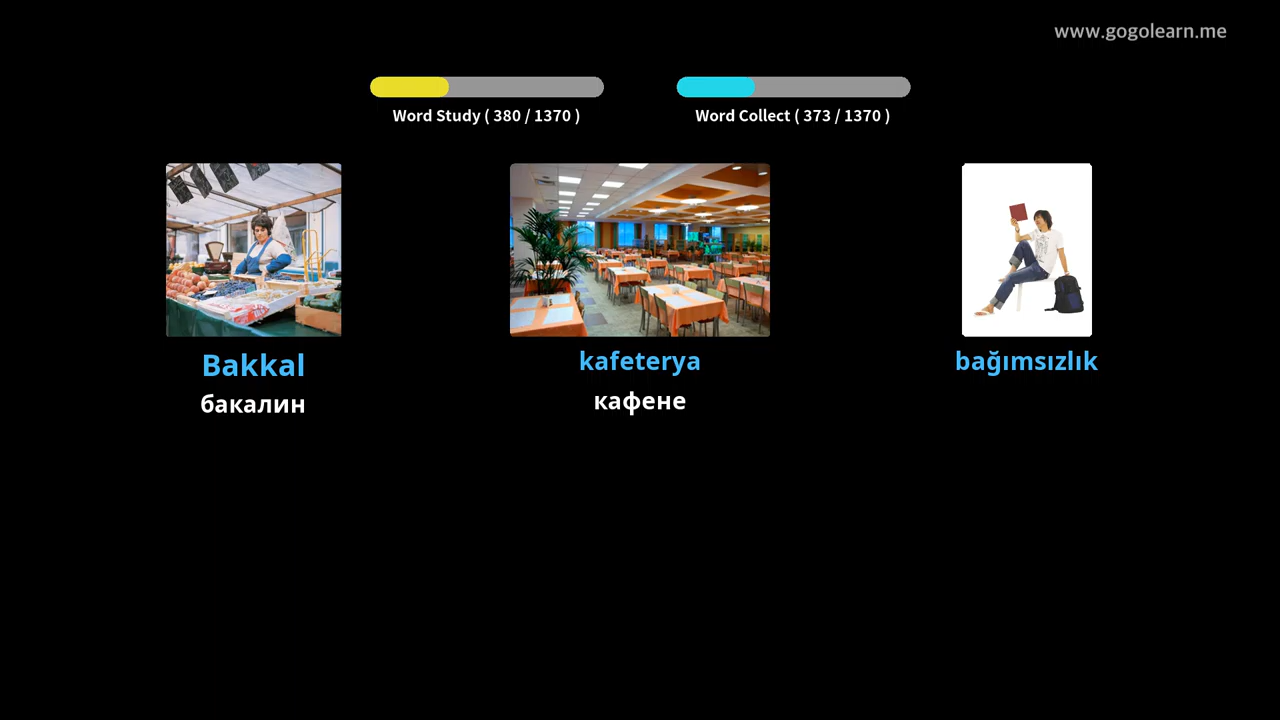 www.gogolearn.me
Word Study ( 380 / 1370 )
Word Collect ( 373 / 1370 )
Bakkal
бакалин
kafeterya
кафене
bağımsızlık